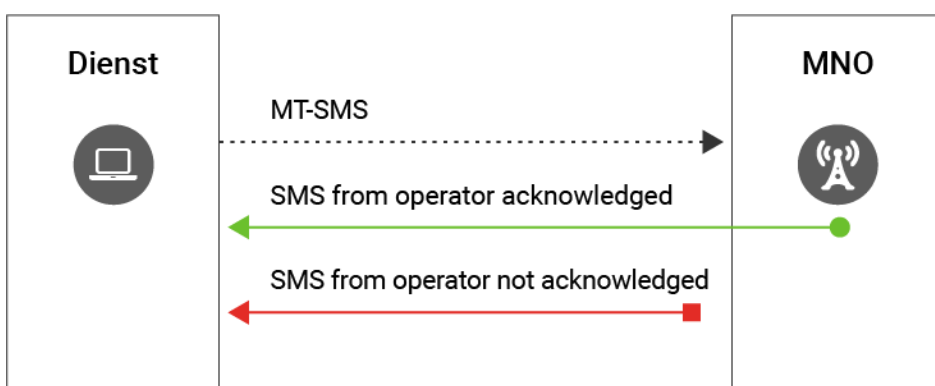 Dienst
MNO
MT-SMS
SMS from operator acknowledged
SMS from operator not acknowledged